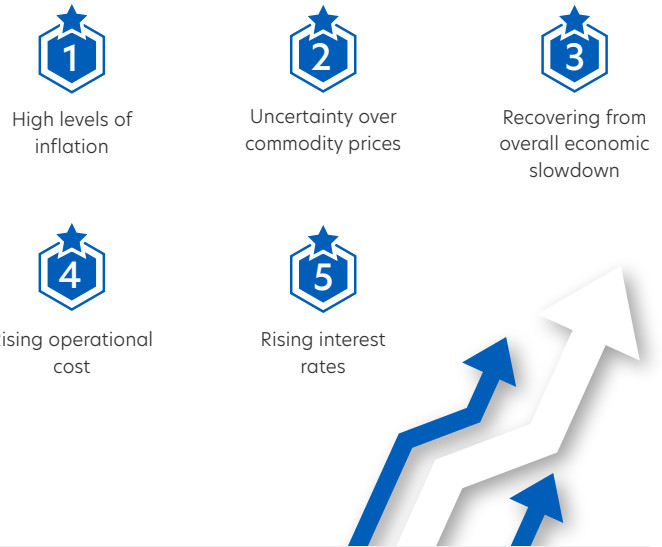 1
High levels of
inflation
2
Uncertainty over
commodity prices
3
Recovering from
overall economic
slowdown
4
ising operational
cost
5
Rising interest
rates